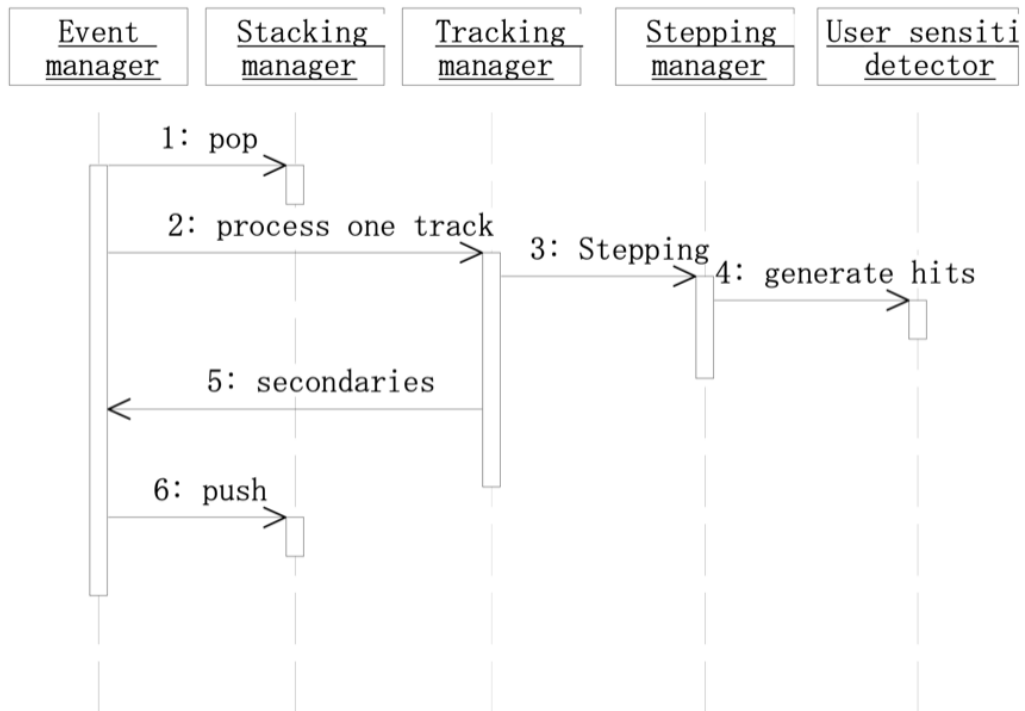 Event
manager
Stacking
manager
Tracking
manager
Stepping
manager
User sensiti
detector
1: pop
2: process one track
3: Stepping
4: generate hits
5: secondaries
6: push